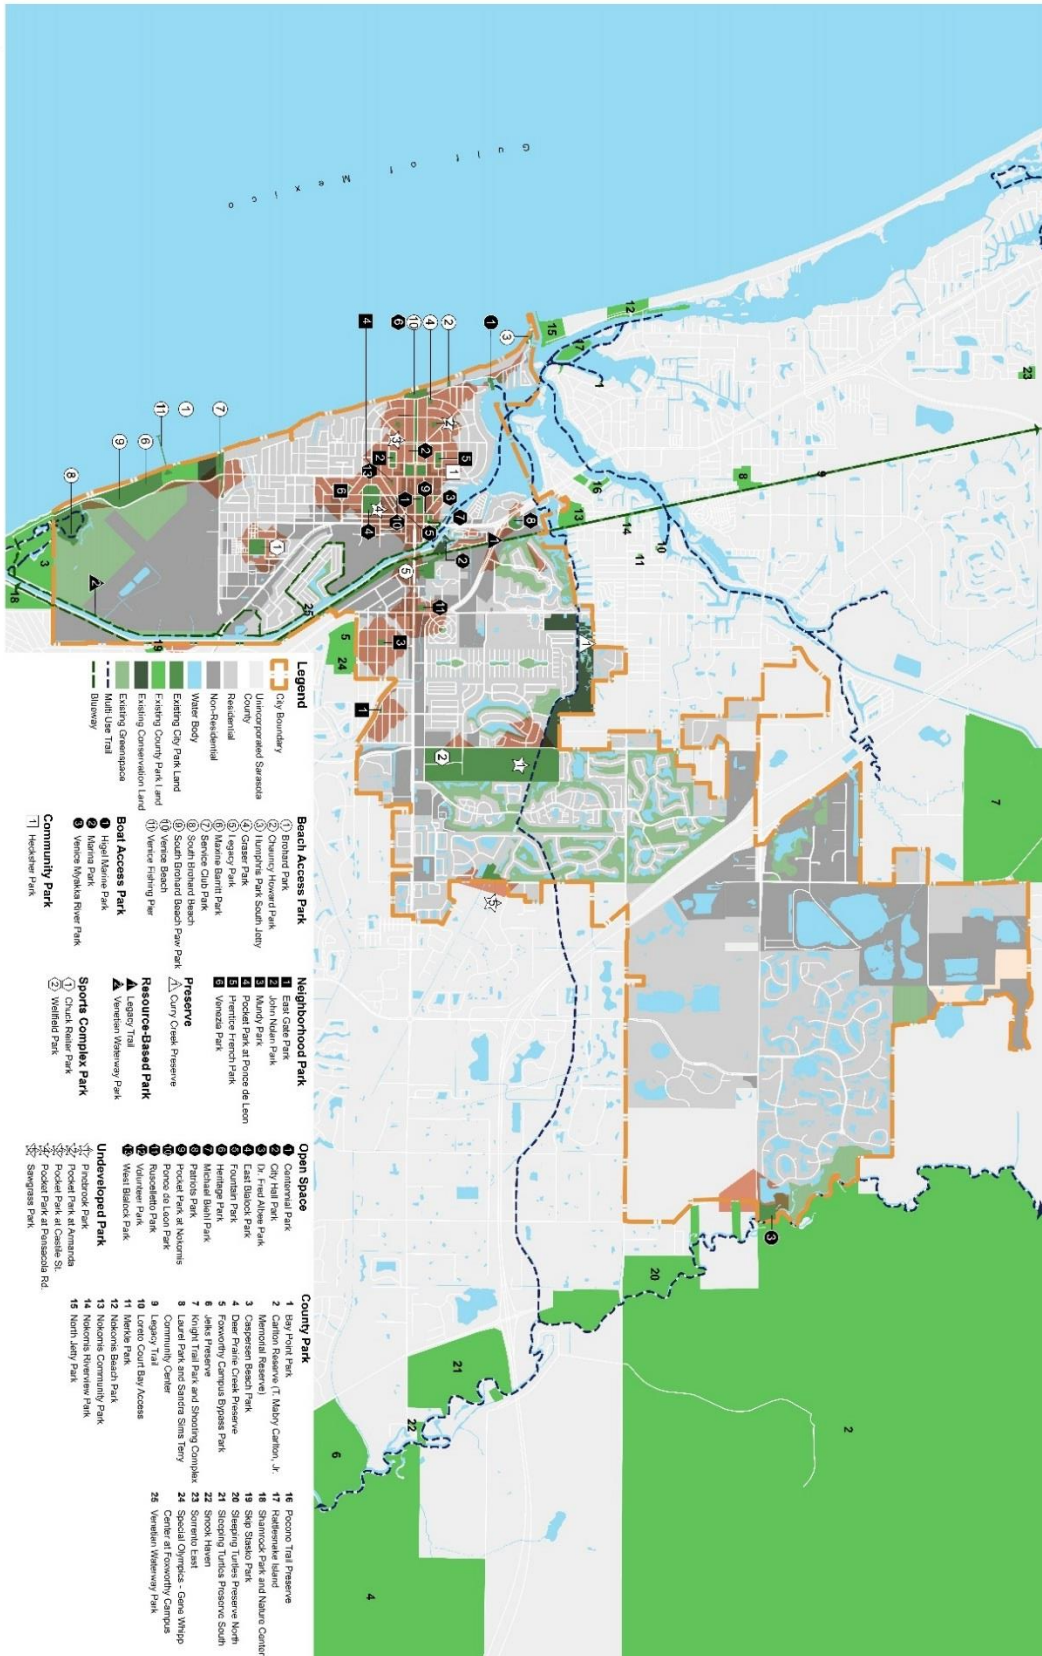 Gulf of Mexico
Legend
City Boundary
Unincorporated Sarasota
County
Residential
Non-Residential
Water Body
Existing City Park Land
Existing County Park Land
Existing Conservation Land
Existing Greenspace
Multi-Use Trail
Blueway
Beach Access Park
1 Brohard Park
2 Chauncy Howard Park
3 Humphris Park South Jetty
4 Graser Park
5 Legacy Park
6 Maxine Barritt Park
7 Service Club Park
8 South Brohard Beach
9 South Brohard Beach Paw Park
10 Venice Beach
11 Venice Fishing Pier
Boat Access Park
1 Higel Marine Park
2 Marina Park
3 Venice Myakka River Park
Community Park
1 Hecksher Park
Neighborhood Park
1 East Gate Park
2 John Nolen Park
3 Mundy Park
4 Pocket Park at Ponce de Leon
5 Prentice French Park
6 Venezia Park
Preserve
1 Curry Creek Preserve
Resource-Based Park
1 Legacy Trail
2 Venetian Waterway Park
Sports Complex Park
1 Chuck Reiter Park
2 Wellfield Park
Open Space
1 Centennial Park
2 City Hall Park
3 Dr. Fred Albee Park
4 East Blalock Park
5 Fountain Park
6 Heritage Park
7 Michael Biehl Park
8 Patriots Park
9 Pocket Park at Nokomis
10 Ponce de Leon Park
11 Ruscelletto Park
12 Volunteer Park
13 West Blalock Park
Undeveloped Park
1 Pinebrook Park
2 Pocket Park at Armanda
3 Pocket Park at Castile St.
4 Pocket Park at Pensacola Rd.
5 Sawgrass Park
County Park
1 Bay Point Park
2 Carlton Reserve (T. Mabry Carlton, Jr.
Memorial Reserve)
3 Caspersen Beach Park
4 Deer Prairie Creek Preserve
5 Foxworthy Campus Bypass Park
6 Jelks Preserve
7 Knight Trail Park and Shooting Complex
8 Laurel Park and Sandra Sims Terry
Community Center
9 Legacy Trail
10 Loreto Court Bay Access
11 Merkle Park
12 Nokomis Beach Park
13 Nokomis Community Park
14 Nokomis Riverview Park
15 North Jetty Park
16 Pocono Trail Preserve
17 Rattlesnake Island
18 Shamrock Park and Nature Center
19 Skip Stasko Park
20 Sleeping Turtles Preserve North
21 Sleeping Turtles Preserve South
22 Snook Haven
23 Sorrento East
24 Special Olympics - Gene Whipp
Center at Foxworthy Campus
25 Venetian Waterway Park